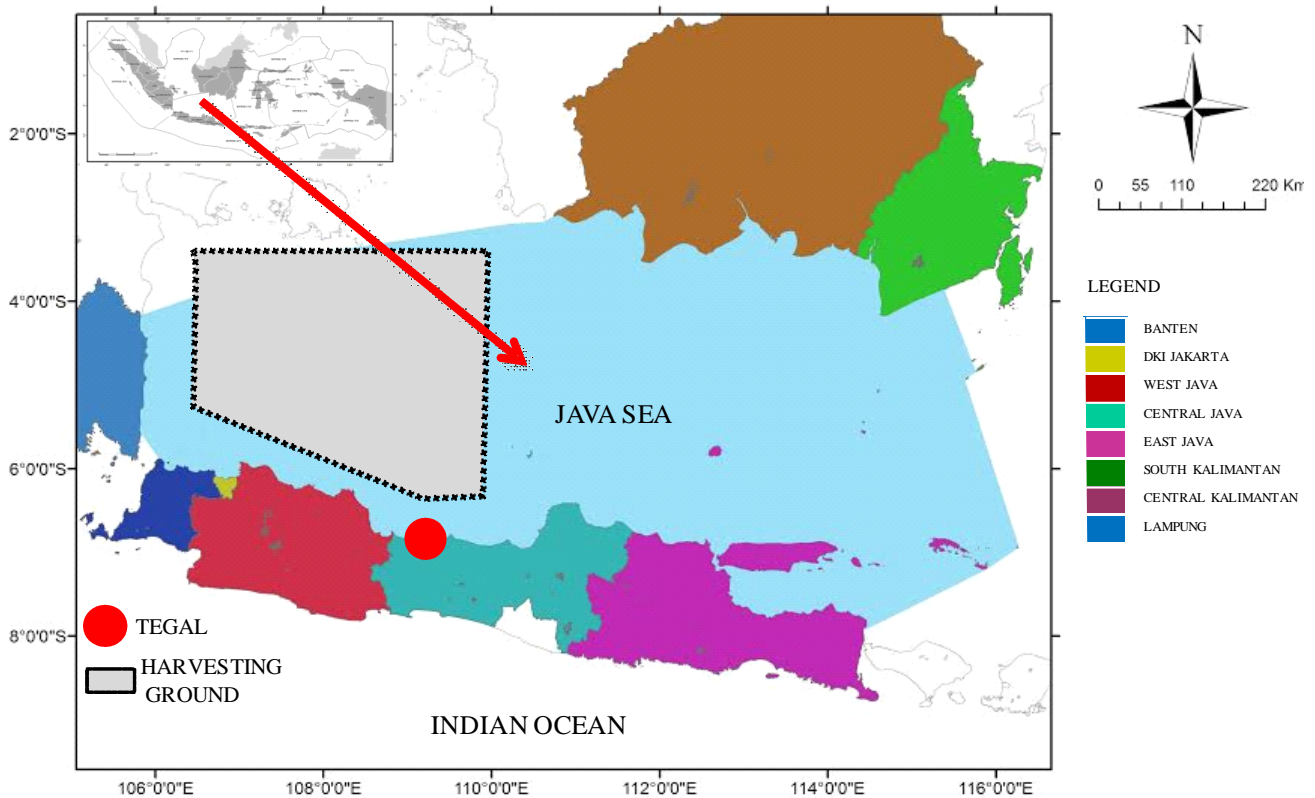 N
0 55 110 220 Km
2°0'0"S
4°0'0"S
6°0'0"S
8°0'0"S
JAVA SEA
LEGEND
BANTEN
DKI JAKARTA
WEST JAVA
CENTRAL JAVA
EAST JAVA
SOUTH KALIMANTAN
CENTRAL KALIMANTAN
LAMPUNG
TEGAL
HARVESTING
GROUND
INDIAN OCEAN
106°0'0"E 108°0'0"E 110°0'0"E 112°0'0"E 114°0'0"E 116°0'0"E